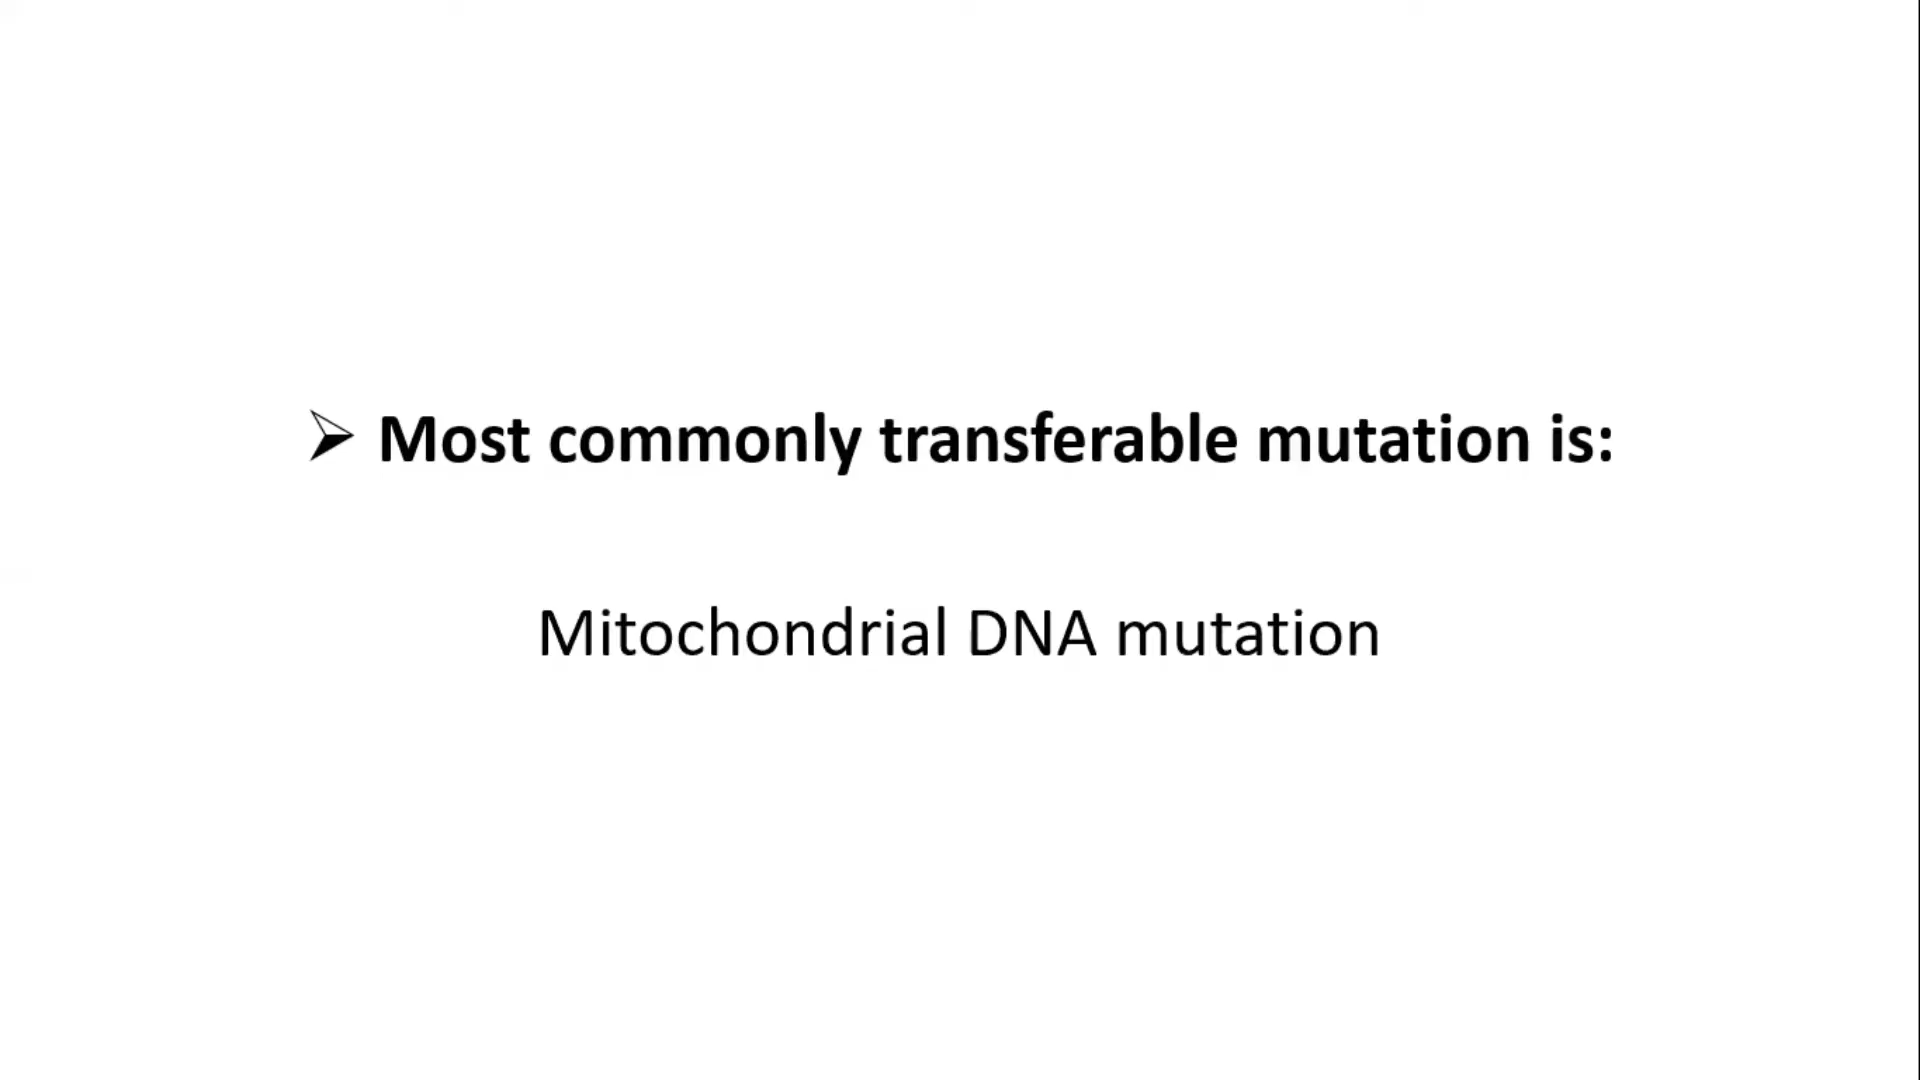 ➢ Most commonly transferable mutation is:
Mitochondrial DNA mutation